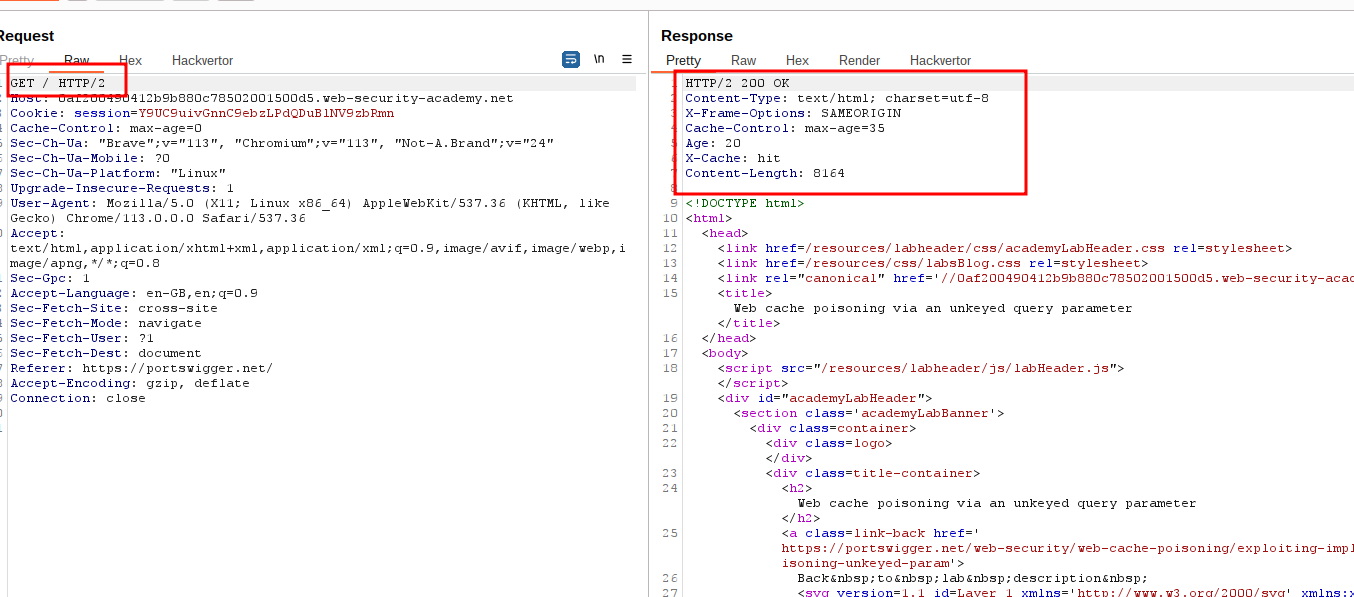 Request
Pretty Raw Hex Hackvertor
\n
GET / HTTP/2
Host: 0af200490412b9b880c78502001500d5.web-security-academy.net
Cookie: session=Y9UC9uivGnnC9ebzLPdQDuBlNV9zbRmn
Cache-Control: max-age=0
Sec-Ch-Ua: "Brave";v="113", "Chromium";v="113", "Not-A.Brand";v="24"
Sec-Ch-Ua-Mobile: ?0
Sec-Ch-Ua-Platform: "Linux"
Upgrade-Insecure-Requests: 1
User-Agent: Mozilla/5.0 (X11; Linux x86_64) AppleWebKit/537.36 (KHTML, like
Gecko) Chrome/113.0.0.0 Safari/537.36
Accept:
text/html,application/xhtml+xml,application/xml;q=0.9,image/avif,image/webp,i
mage/apng,*/*;q=0.8
Sec-Gpc: 1
Accept-Language: en-GB,en;q=0.9
Sec-Fetch-Site: cross-site
Sec-Fetch-Mode: navigate
Sec-Fetch-User: ?1
Sec-Fetch-Dest: document
Referer: https://portswigger.net/
Accept-Encoding: gzip, deflate
Connection: close
Response
Pretty Raw Hex Render Hackvertor
1 HTTP/2 200 OK
2 Content-Type: text/html; charset=utf-8
3 X-Frame-Options: SAMEORIGIN
4 Cache-Control: max-age=35
5 Age: 20
6 X-Cache: hit
7 Content-Length: 8164
8
9 <!DOCTYPE html>
10 <html>
11 <head>
12 <link href=/resources/labheader/css/academyLabHeader.css rel=stylesheet>
13 <link href=/resources/css/labsBlog.css rel=stylesheet>
14 <link rel="canonical" href='//0af200490412b9b880c78502001500d5.web-security-acad
15 <title>
Web cache poisoning via an unkeyed query parameter
</title>
16 </head>
17 <body>
18 <script src="/resources/labheader/js/labHeader.js">
</script>
19 <div id="academyLabHeader">
20 <section class='academyLabBanner'>
21 <div class=container>
22 <div class=logo>
</div>
23 <div class=title-container>
24 <h2>
Web cache poisoning via an unkeyed query parameter
</h2>
25 <a class=link-back href='
https://portswigger.net/web-security/web-cache-poisoning/exploiting-impl
isoning-unkeyed-param'>
26 Back&nbsp;to&nbsp;lab&nbsp;description&nbsp;
27 <svg version=1.1 id=Layer_1 xmlns='http://www.w3.org/2000/svg' xmlns:x